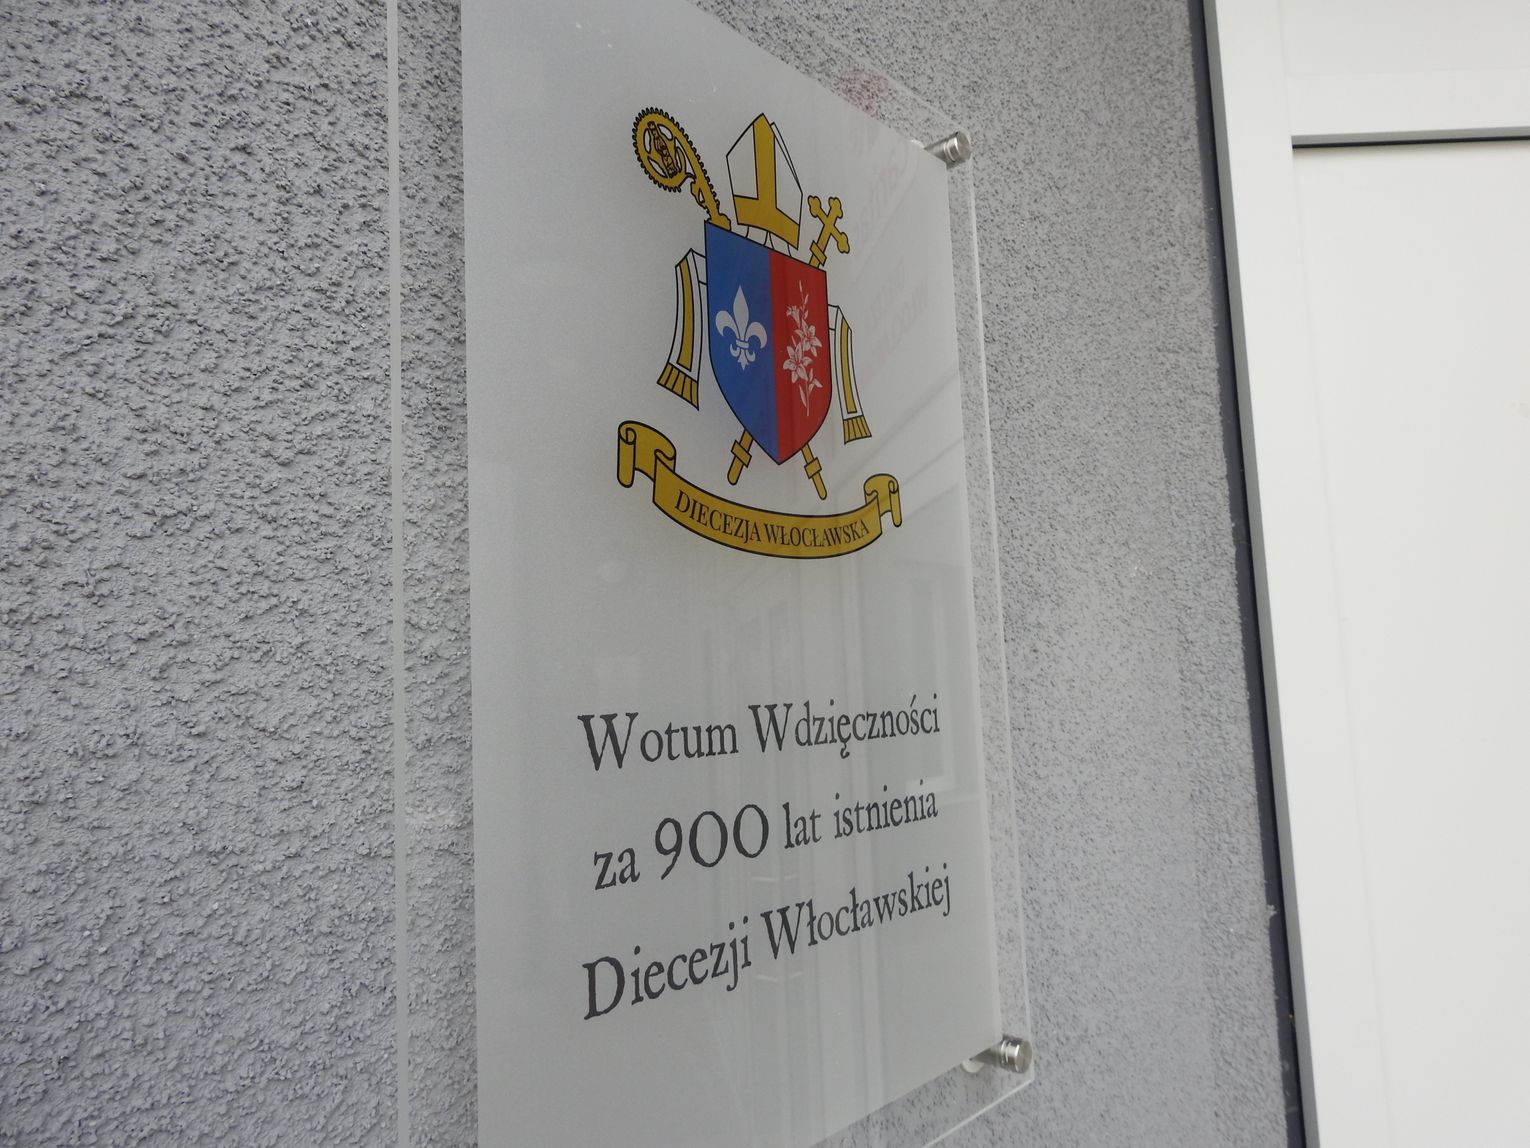 DIECEZJA WŁOCŁAWSKA
Wotum Wdzięczności
za 900 lat istnienia
Diecezji Włocławskiej